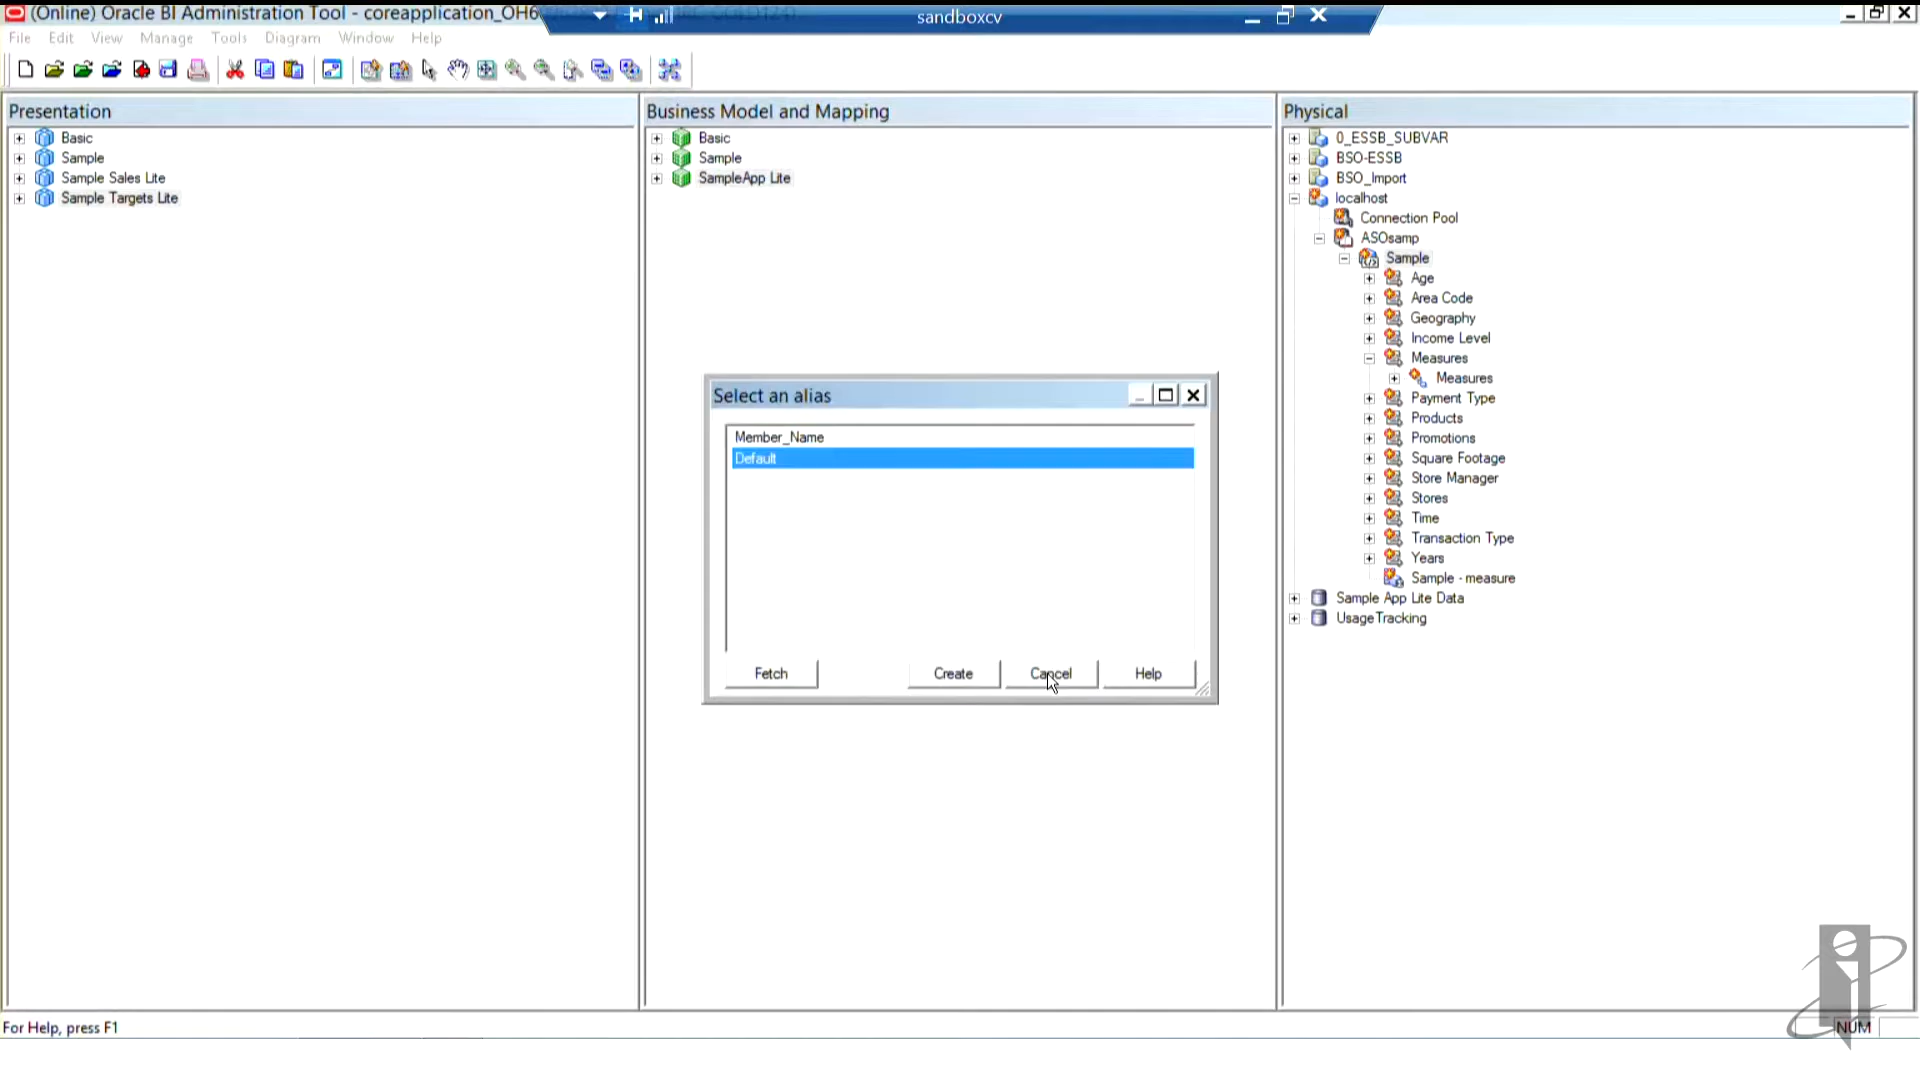 (Online) Oracle BI Administration Tool - coreapplication_OH6
sandboxcv
File Edit View Manage Tools Diagram Window Help
Presentation
Basic
Sample
Sample Sales Lite
Sample Targets Lite
Business Model and Mapping
Basic
Sample
SampleApp Lite
Physical
0_ESSB_SUBVAR
BSO-ESSB
BSO_Import
localhost
Connection Pool
ASOsamp
Sample
Age
Area Code
Geography
Income Level
Measures
Measures
Payment Type
Products
Promotions
Square Footage
Store Manager
Stores
Time
Transaction Type
Years
Sample - measure
Sample App Lite Data
UsageTracking
Select an alias
Member_Name
Default
Fetch Create Cancel Help
For Help, press F1
NUM